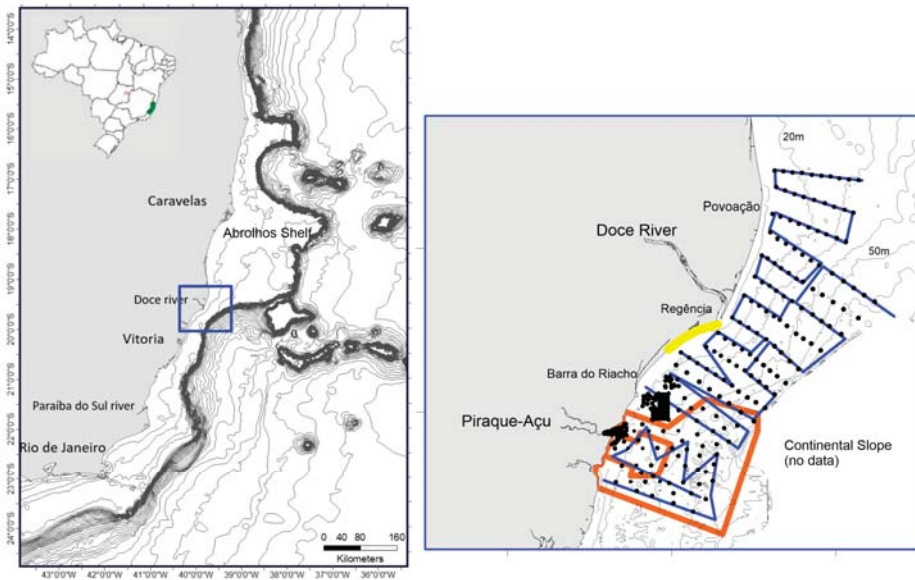 14°0'0"S
15°0'0"S
16°0'0"S
17°0'0"S
18°0'0"S
19°0'0"S
20°0'0"S
21°0'0"S
22°0'0"S
23°0'0"S
24°0'0"S
Caravelas
Abrolhos Shelf
Doce river
Vitoria
Paraíba do Sul river
Rio de Janeiro
0 40 80 160
Kilometers
43°0'0"W 42°0'0"W 41°0'0"W 40°0'0"W 39°0'0"W 38°0'0"W 37°0'0"W 36°0'0"W
20m
Povoação
Doce River
50m
Regência
Barra do Riacho
Piraque-Açu
Continental Slope
(no data)